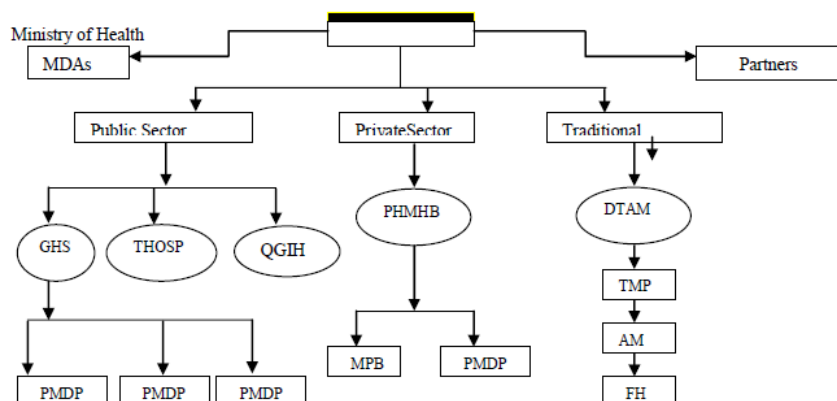 Ministry of Health
MDAs
Partners
Public Sector
PrivateSector
Traditional
GHS
THOSP
QGIH
PHMHB
DTAM
TMP
AM
FH
MPB
PMDP
PMDP
PMDP
PMDP